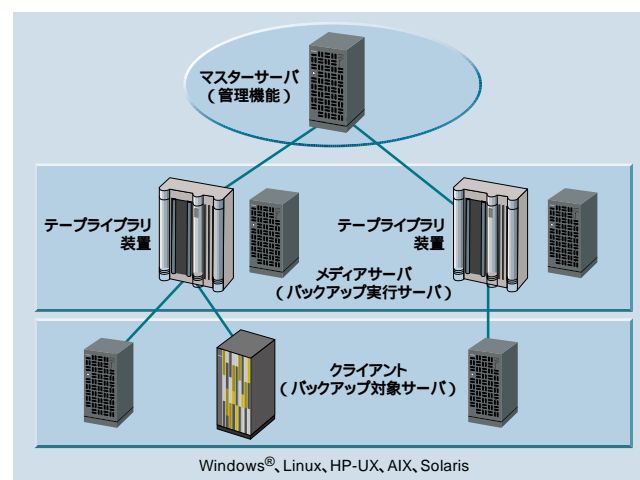 マスターサーバ
（管理機能）
テープライブラリ
装置
テープライブラリ
装置
メディアサーバ
（バックアップ実行サーバ）
クライアント
（バックアップ対象サーバ）
Windows®、Linux、HP-UX、AIX、Solaris